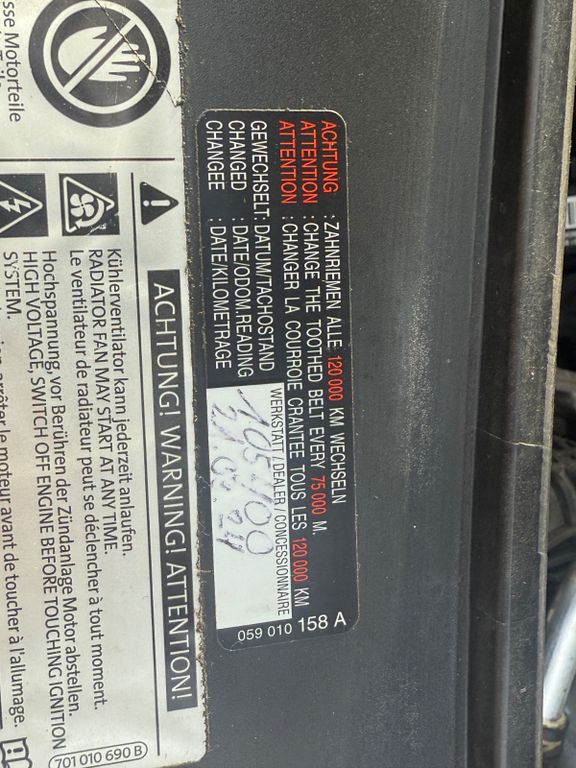 ACHTUNG : ZAHNRIEMEN ALLE 120 000 KM WECHSELN
ATTENTION : CHANGE THE TOOTHED BELT EVERY 75 000 M.
ATTENTION : CHANGER LA COURROIE CRANTEE TOUS LES 120 000 KM
WERKSTATT/DEALER/CONCESSIONNAIRE
GEWECHSELT: DATUM/TACHOSTAND
CHANGED : DATE/ODOM.READING
CHANGEE : DATE/KILOMETRAGE
105400
059 010 158 A
ACHTUNG! WARNING! ATTENTION!
Kühlerventilator kann jederzeit anlaufen.
RADIATOR FAN MAY START AT ANY TIME.
Le ventilateur de radiateur peut se déclencher à tout moment.
Hochspannung, vor Berühren der Zündanlage Motor abstellen.
HIGH VOLTAGE, SWITCH OFF ENGINE BEFORE TOUCHING IGNITION
SYSTEM.
arrêter le moteur avant de toucher à l'allumage.
sse Motorteile
701 010 690 B